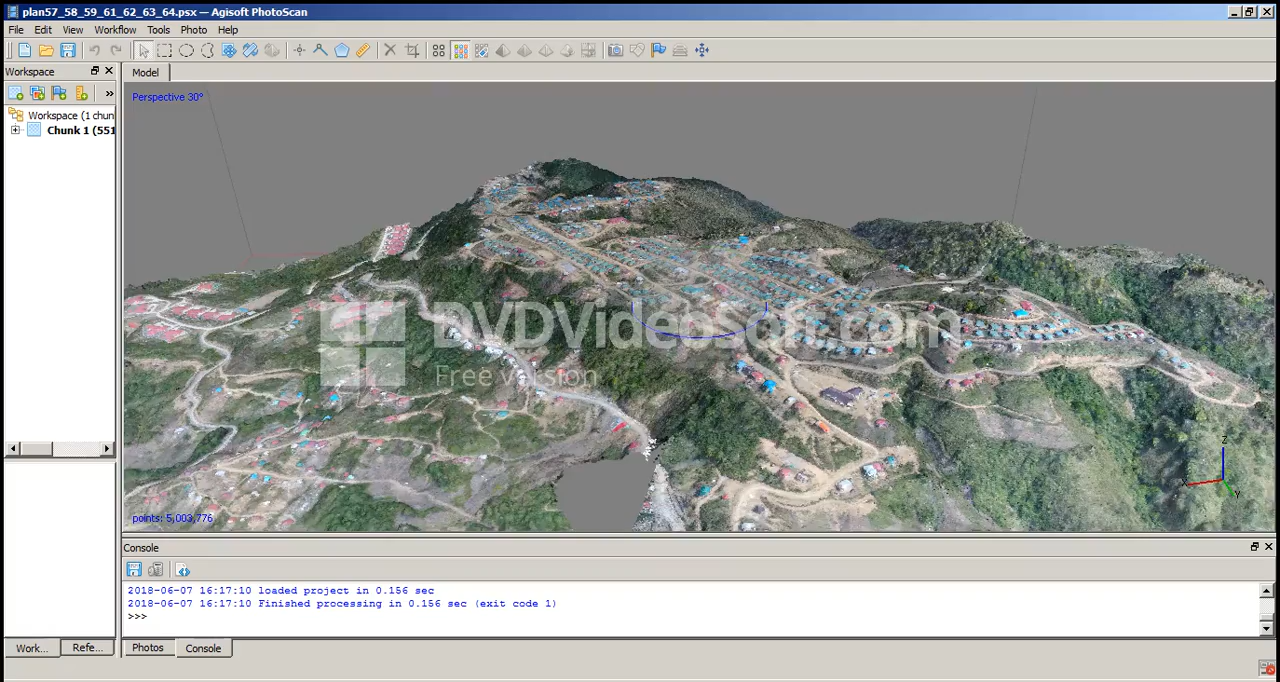 plan57_58_59_61_62_63_64.psx — Agisoft PhotoScan
File Edit View Workflow Tools Photo Help
Workspace
Model
»
Workspace (1 chun
Chunk 1 (551
Perspective 30°
DVDVideoSoft.com
Free version
Z
X
Y
points: 5,003,776
Console
2018-06-07 16:17:10 loaded project in 0.156 sec
2018-06-07 16:17:10 Finished processing in 0.156 sec (exit code 1)
>>>
Work... Refe... Photos Console